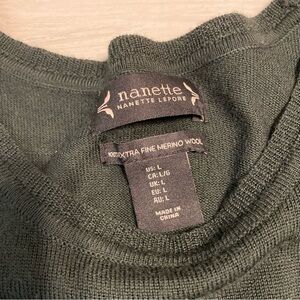 nanette
NANETTE LEPORE
100% EXTRA FINE MERINO WOOL
US: L
CA: L/G
UK: L
EU: L
AU: L
MADE IN
CHINA